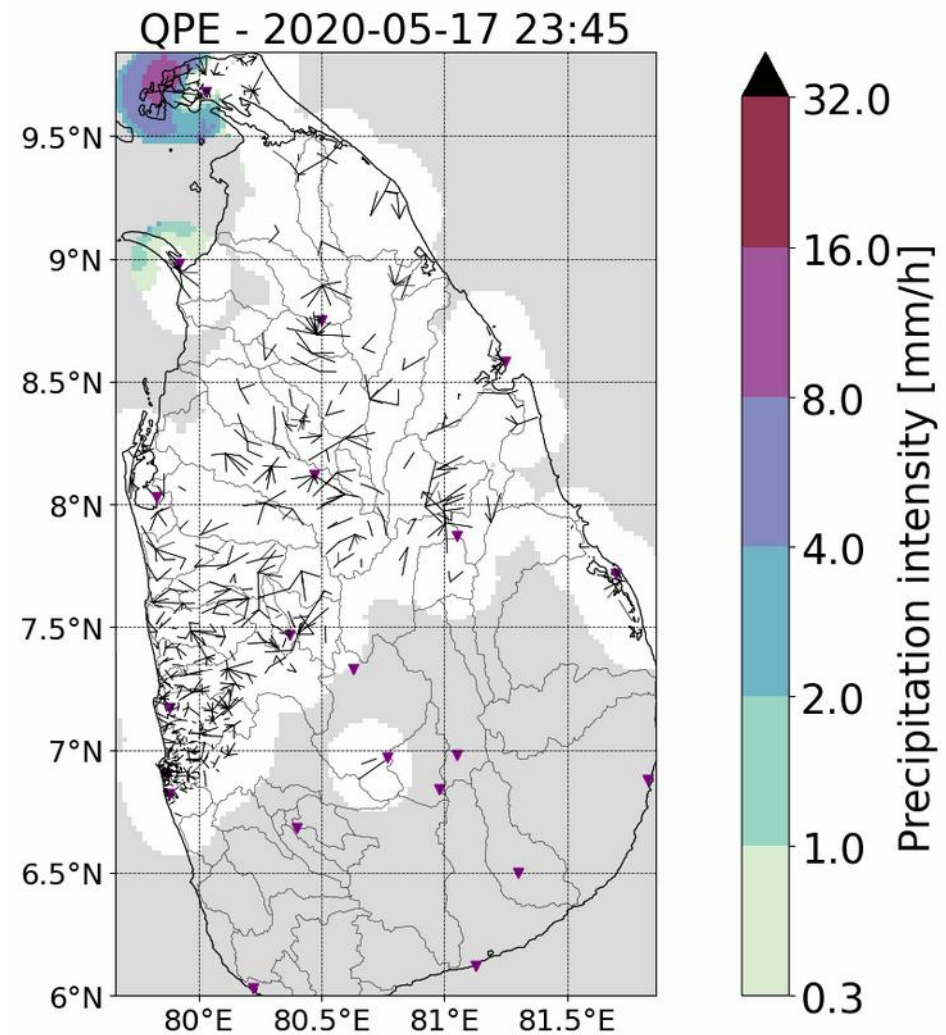 QPE - 2020-05-17 23:45
9.5°N
9°N
8.5°N
8°N
7.5°N
7°N
6.5°N
6°N
80°E 80.5°E 81°E 81.5°E
32.0
16.0
8.0
4.0
2.0
1.0
0.3
Precipitation intensity [mm/h]